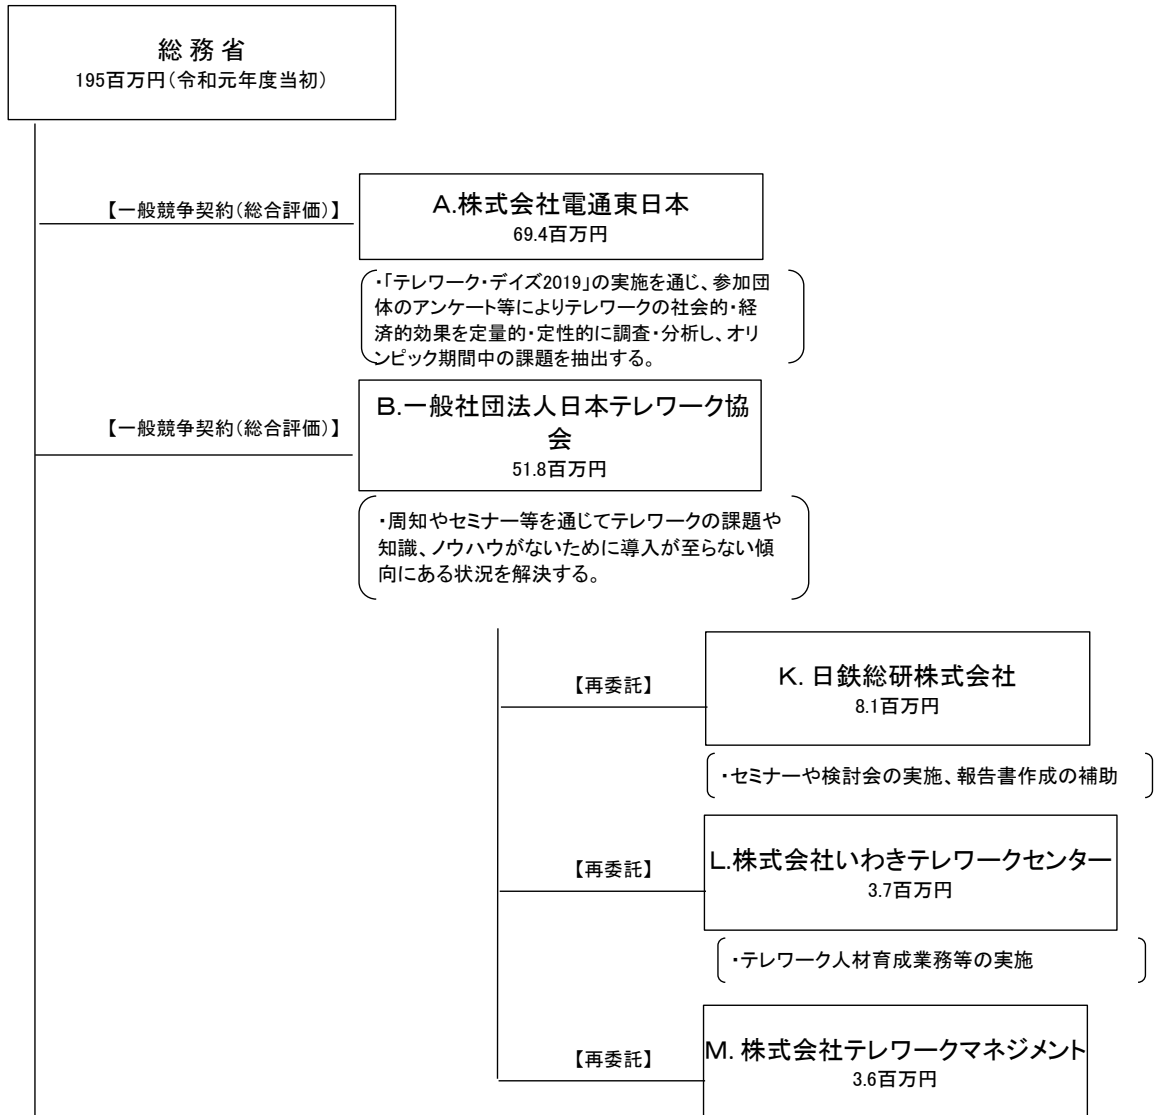 総 務 省
195百万円（令和元年度当初）
【一般競争契約（総合評価）】
A.株式会社電通東日本
69.4百万円
・「テレワーク・デイズ2019」の実施を通じ、参加団
体のアンケート等によりテレワークの社会的・経
済的効果を定量的・定性的に調査・分析し、オリ
ンピック期間中の課題を抽出する。
【一般競争契約（総合評価）】
B.一般社団法人日本テレワーク協
会
51.8百万円
・周知やセミナー等を通じてテレワークの課題や
知識、ノウハウがないために導入が至らない傾
向にある状況を解決する。
【再委託】
K. 日鉄総研株式会社
8.1百万円
・セミナーや検討会の実施、報告書作成の補助
【再委託】
L.株式会社いわきテレワークセンター
3.7百万円
・テレワーク人材育成業務等の実施
【再委託】
M. 株式会社テレワークマネジメント
3.6百万円